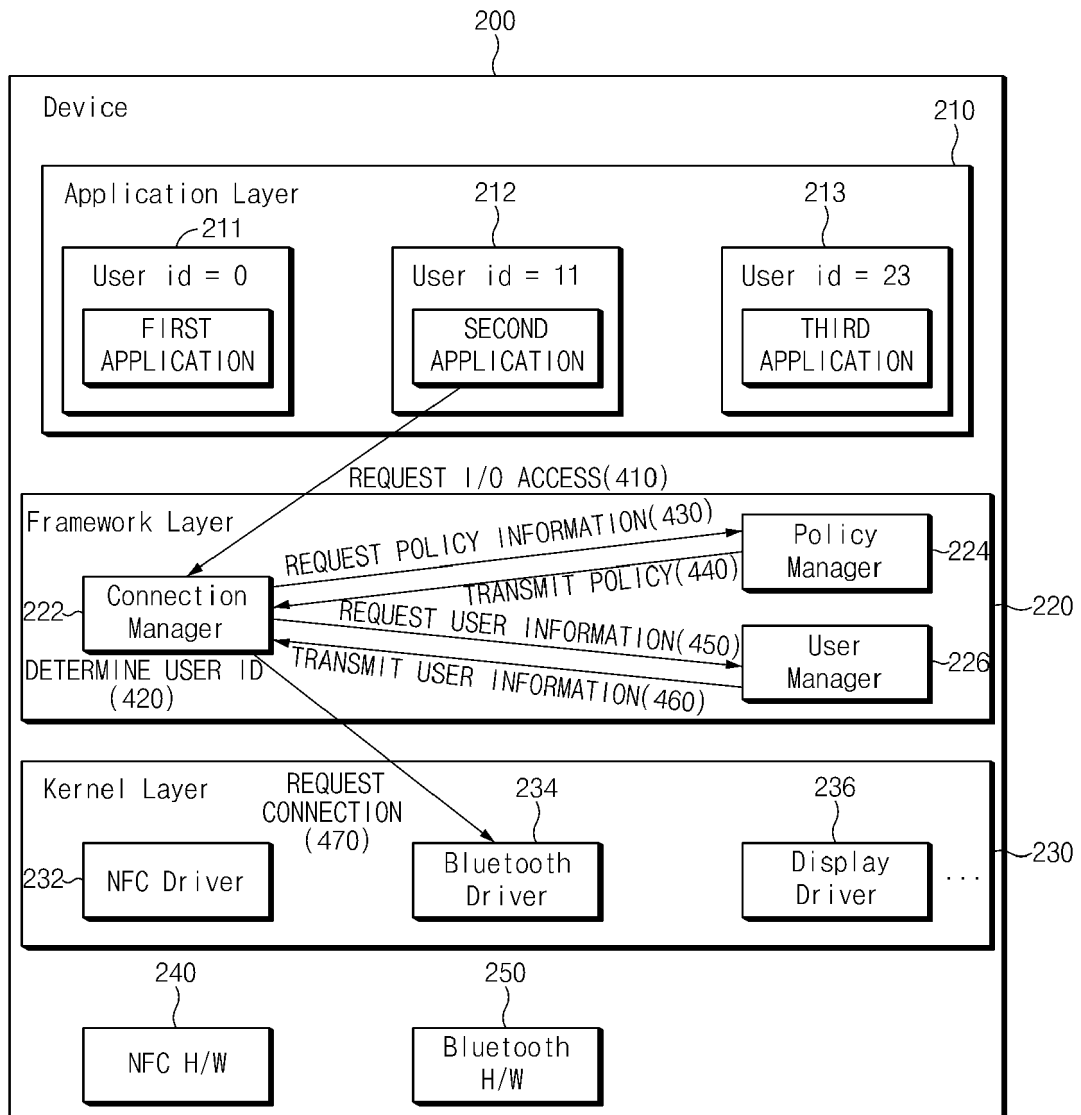 200
Device
210
Application Layer
211
212
213
User id = 0
User id = 11
User id = 23
FIRST
APPLICATION
SECOND
APPLICATION
THIRD
APPLICATION
REQUEST I/O ACCESS(410)
Framework Layer
REQUEST POLICY INFORMATION(430)
Policy
Manager
224
TRANSMIT POLICY(440)
222
Connection
Manager
220
REQUEST USER INFORMATION(450)
User
Manager
226
DETERMINE USER ID
(420)
TRANSMIT USER INFORMATION(460)
Kernel Layer
REQUEST
CONNECTION
(470)
234
236
232
NFC Driver
Bluetooth
Driver
Display
Driver
...
230
240
250
NFC H/W
Bluetooth
H/W